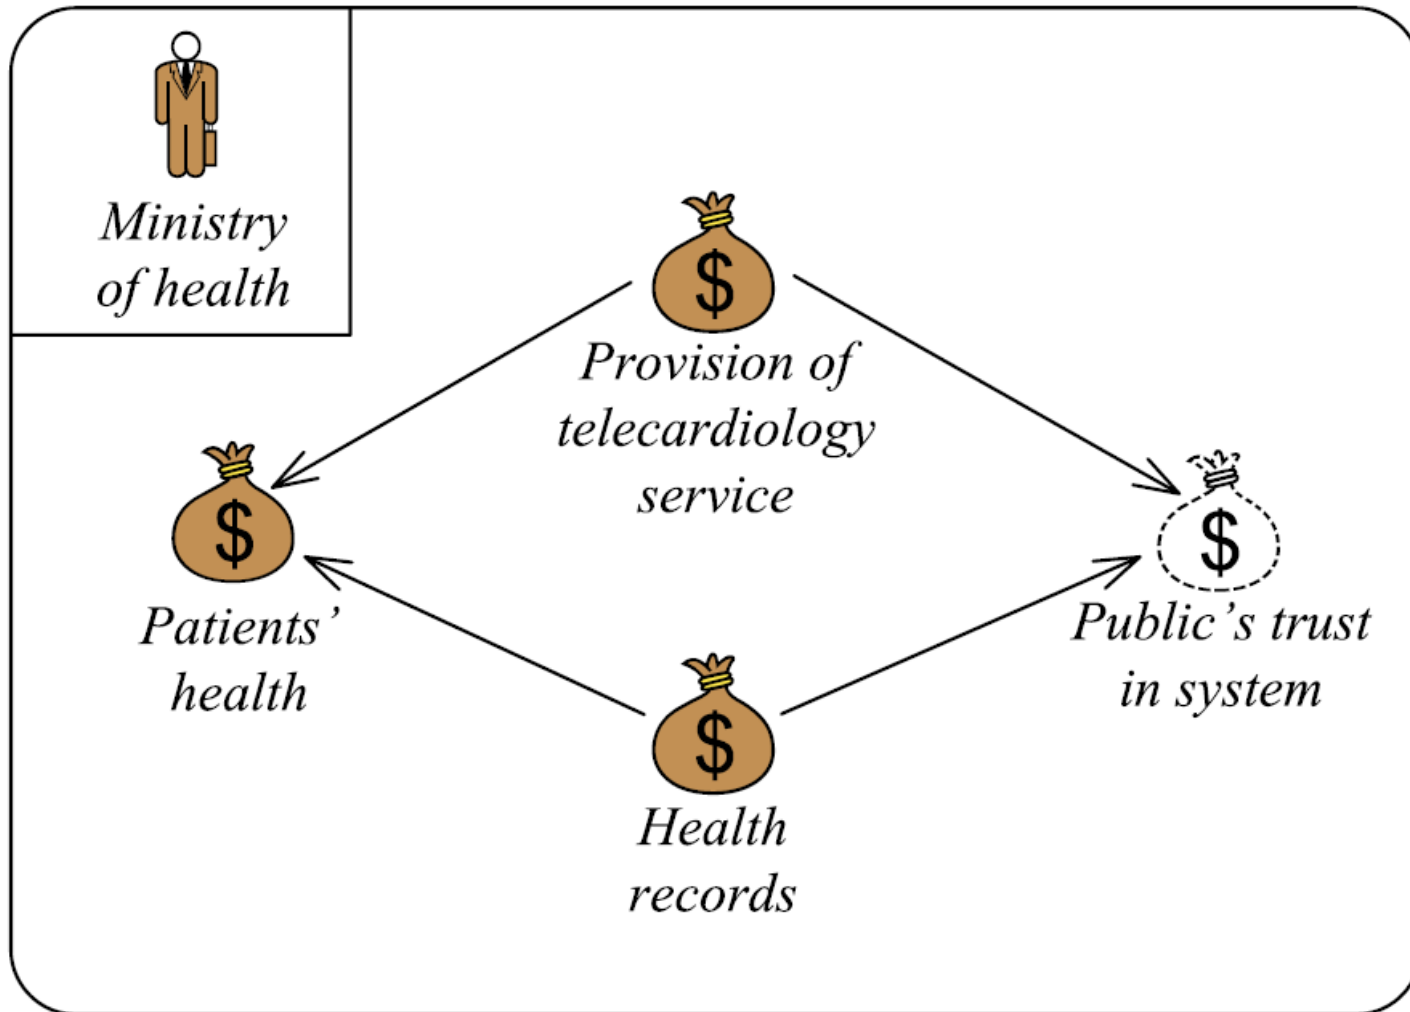 Ministry
of health
$
Provision of
telecardiology
service
$
Patients’
health
$
Public’s trust
in system
$
Health
records